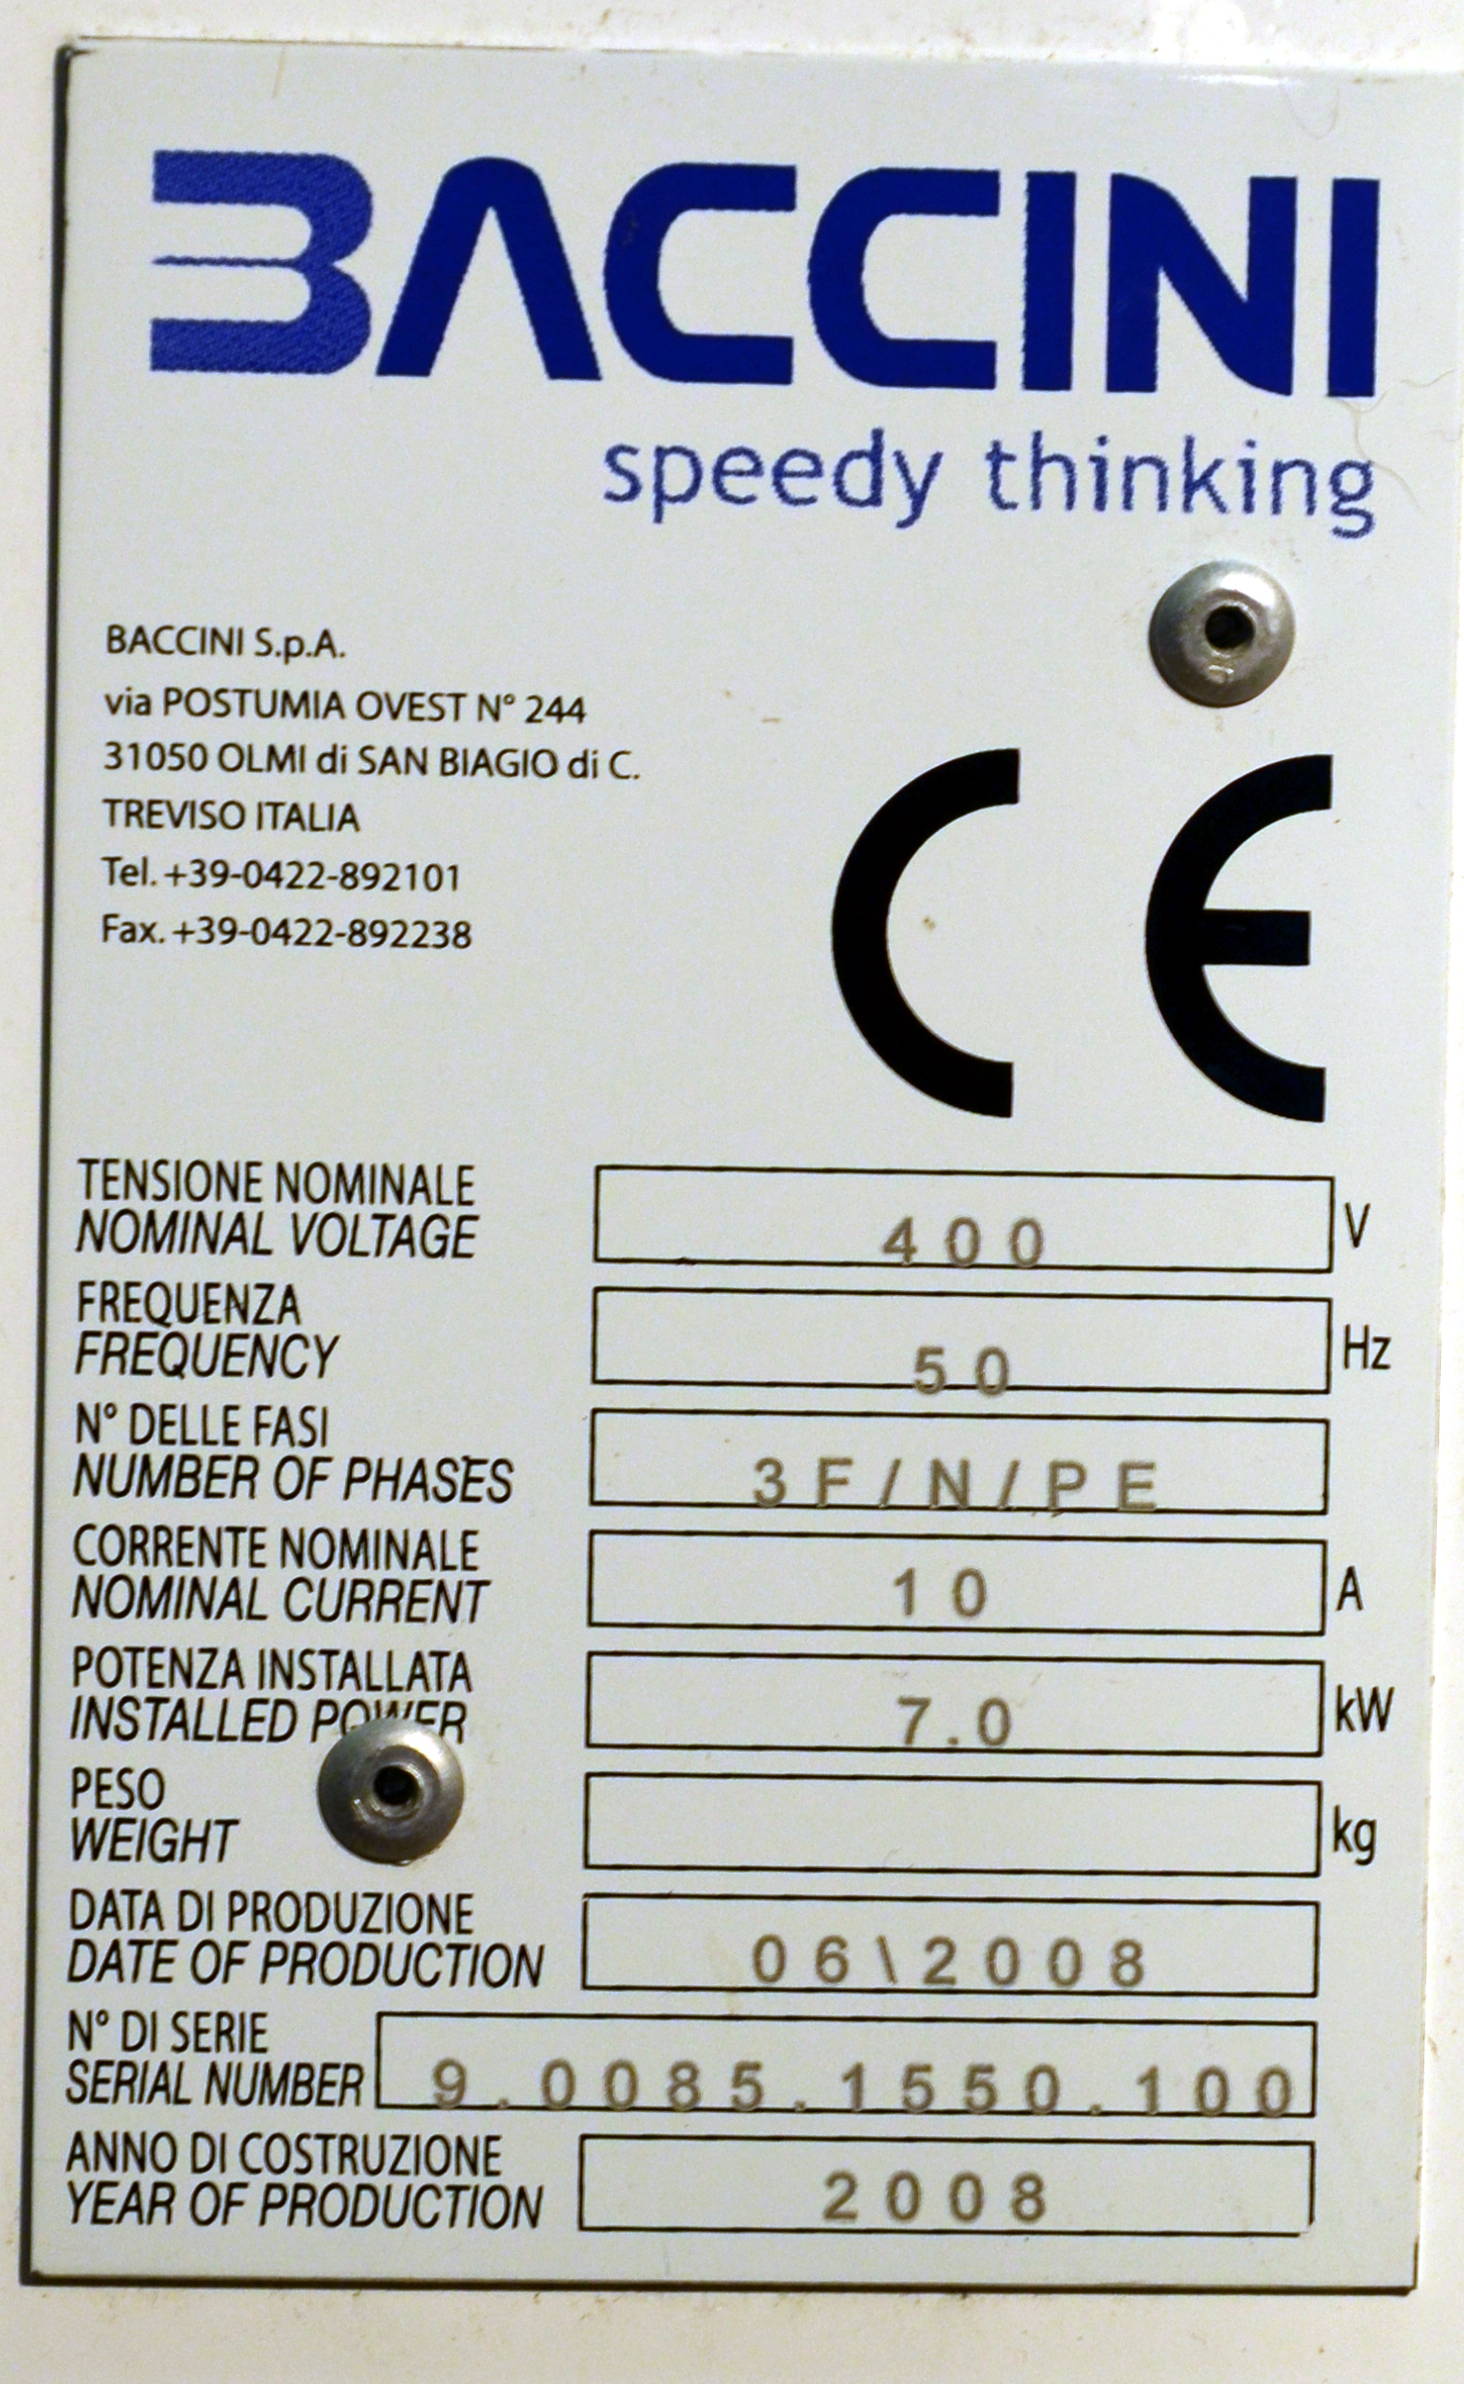 BACCINI
speedy thinking
BACCINI S.p.A.
via POSTUMIA OVEST N° 244
31050 OLMI di SAN BIAGIO di C.
TREVISO ITALIA
Tel. +39-0422-892101
Fax. +39-0422-892238
CE
TENSIONE NOMINALE
NOMINAL VOLTAGE 400 V
FREQUENZA
FREQUENCY 50 Hz
N° DELLE FASI
NUMBER OF PHASES 3F/N/PE
CORRENTE NOMINALE
NOMINAL CURRENT 10 A
POTENZA INSTALLATA
INSTALLED POWER 7.0 kW
PESO
WEIGHT kg
DATA DI PRODUZIONE
DATE OF PRODUCTION 06\2008
N° DI SERIE
SERIAL NUMBER 9.0085.1550.100
ANNO DI COSTRUZIONE
YEAR OF PRODUCTION 2008